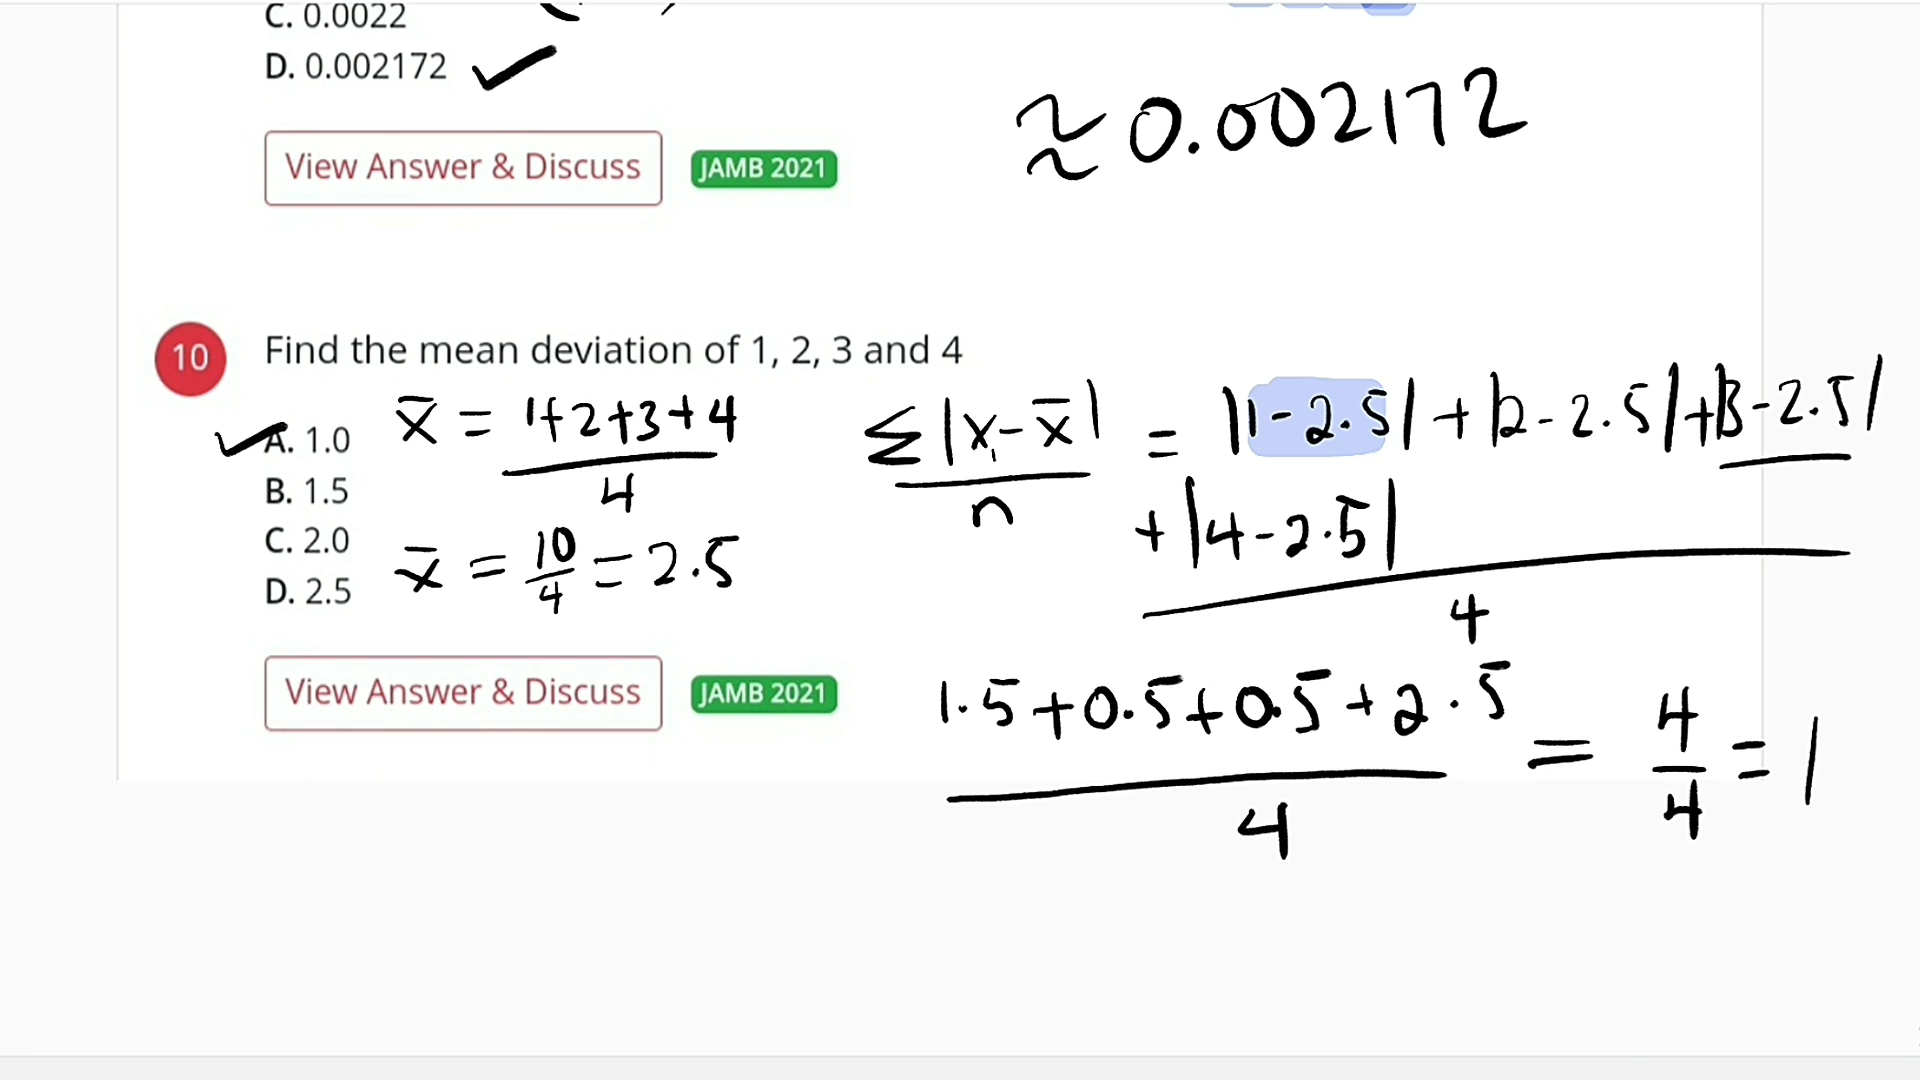 C. 0.0022
D. 0.002172
≈ 0.002172
View Answer & Discuss JAMB 2021
10 Find the mean deviation of 1, 2, 3 and 4
A. 1.0
B. 1.5
C. 2.0
D. 2.5
x̄ = 1+2+3+4
4
x̄ = 10/4 = 2.5
Σ|xᵢ-x̄| = |1-2.5| + |2-2.5| + |3-2.5|
n
+ |4-2.5|
4
View Answer & Discuss JAMB 2021
1.5+0.5+0.5+2.5 = 4/4 = 1
4